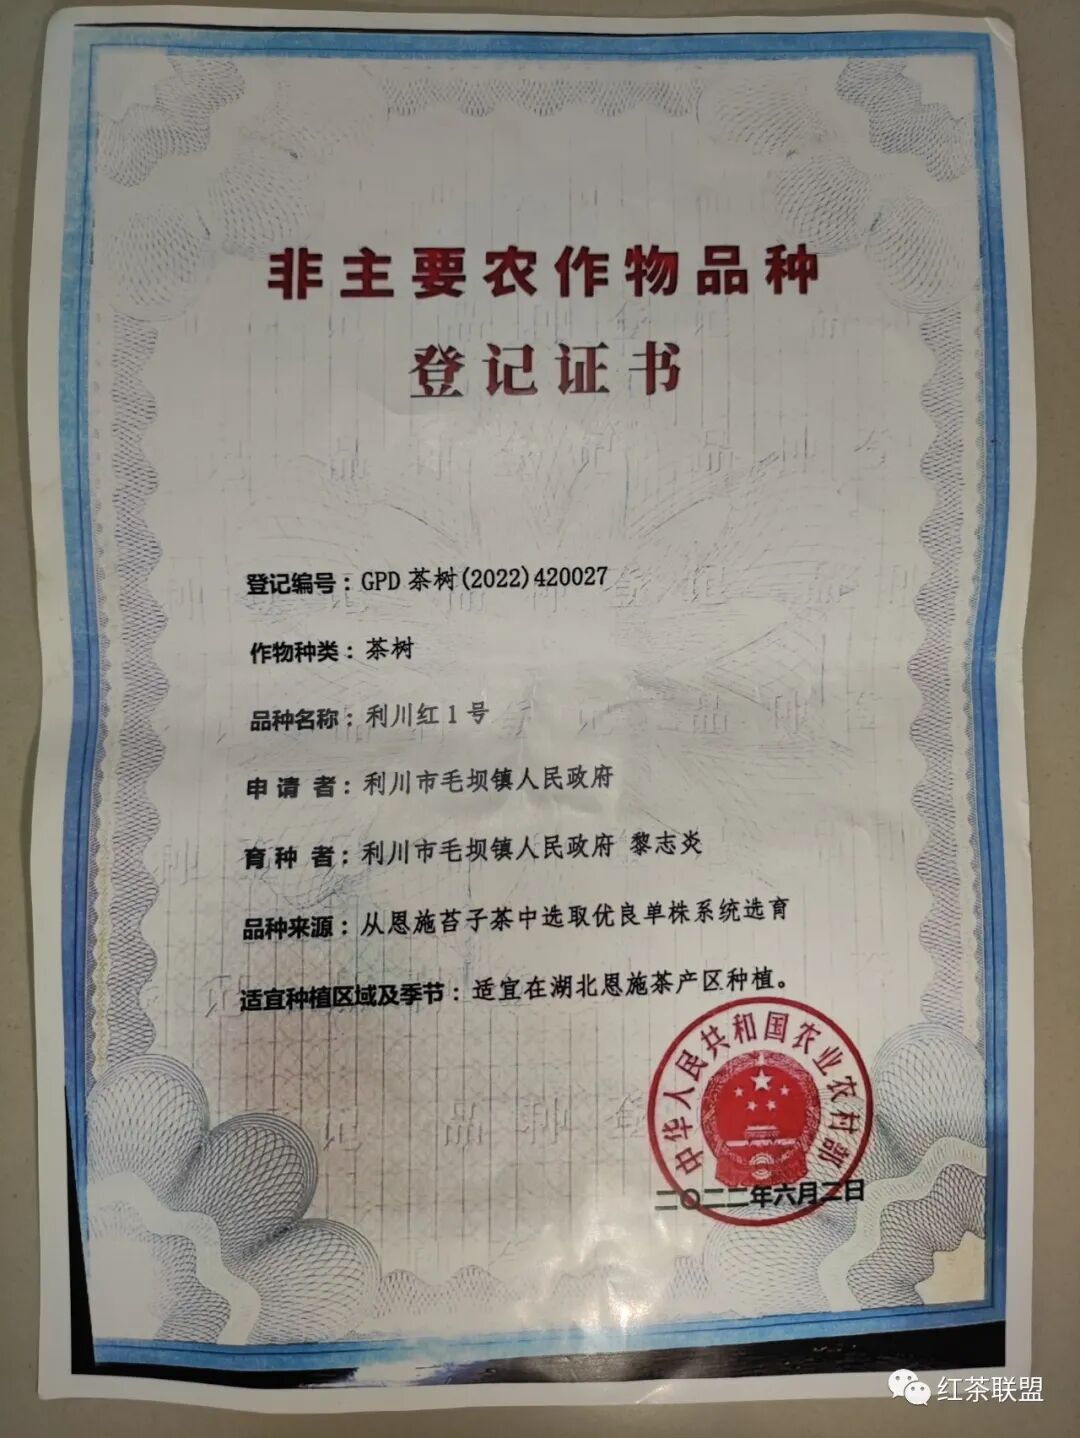 非主要农作物品种
登记证书
登记编号：GPD 茶树(2022)420027
作物种类：茶树
品种名称：利川红1号
申请者：利川市毛坝镇人民政府
育种者：利川市毛坝镇人民政府 黎志炎
品种来源：从恩施苔子茶中选取优良单株系统选育
适宜种植区域及季节：适宜在湖北恩施茶产区种植。
中华人民共和国农业农村部
二〇二二年六月二日
红茶联盟